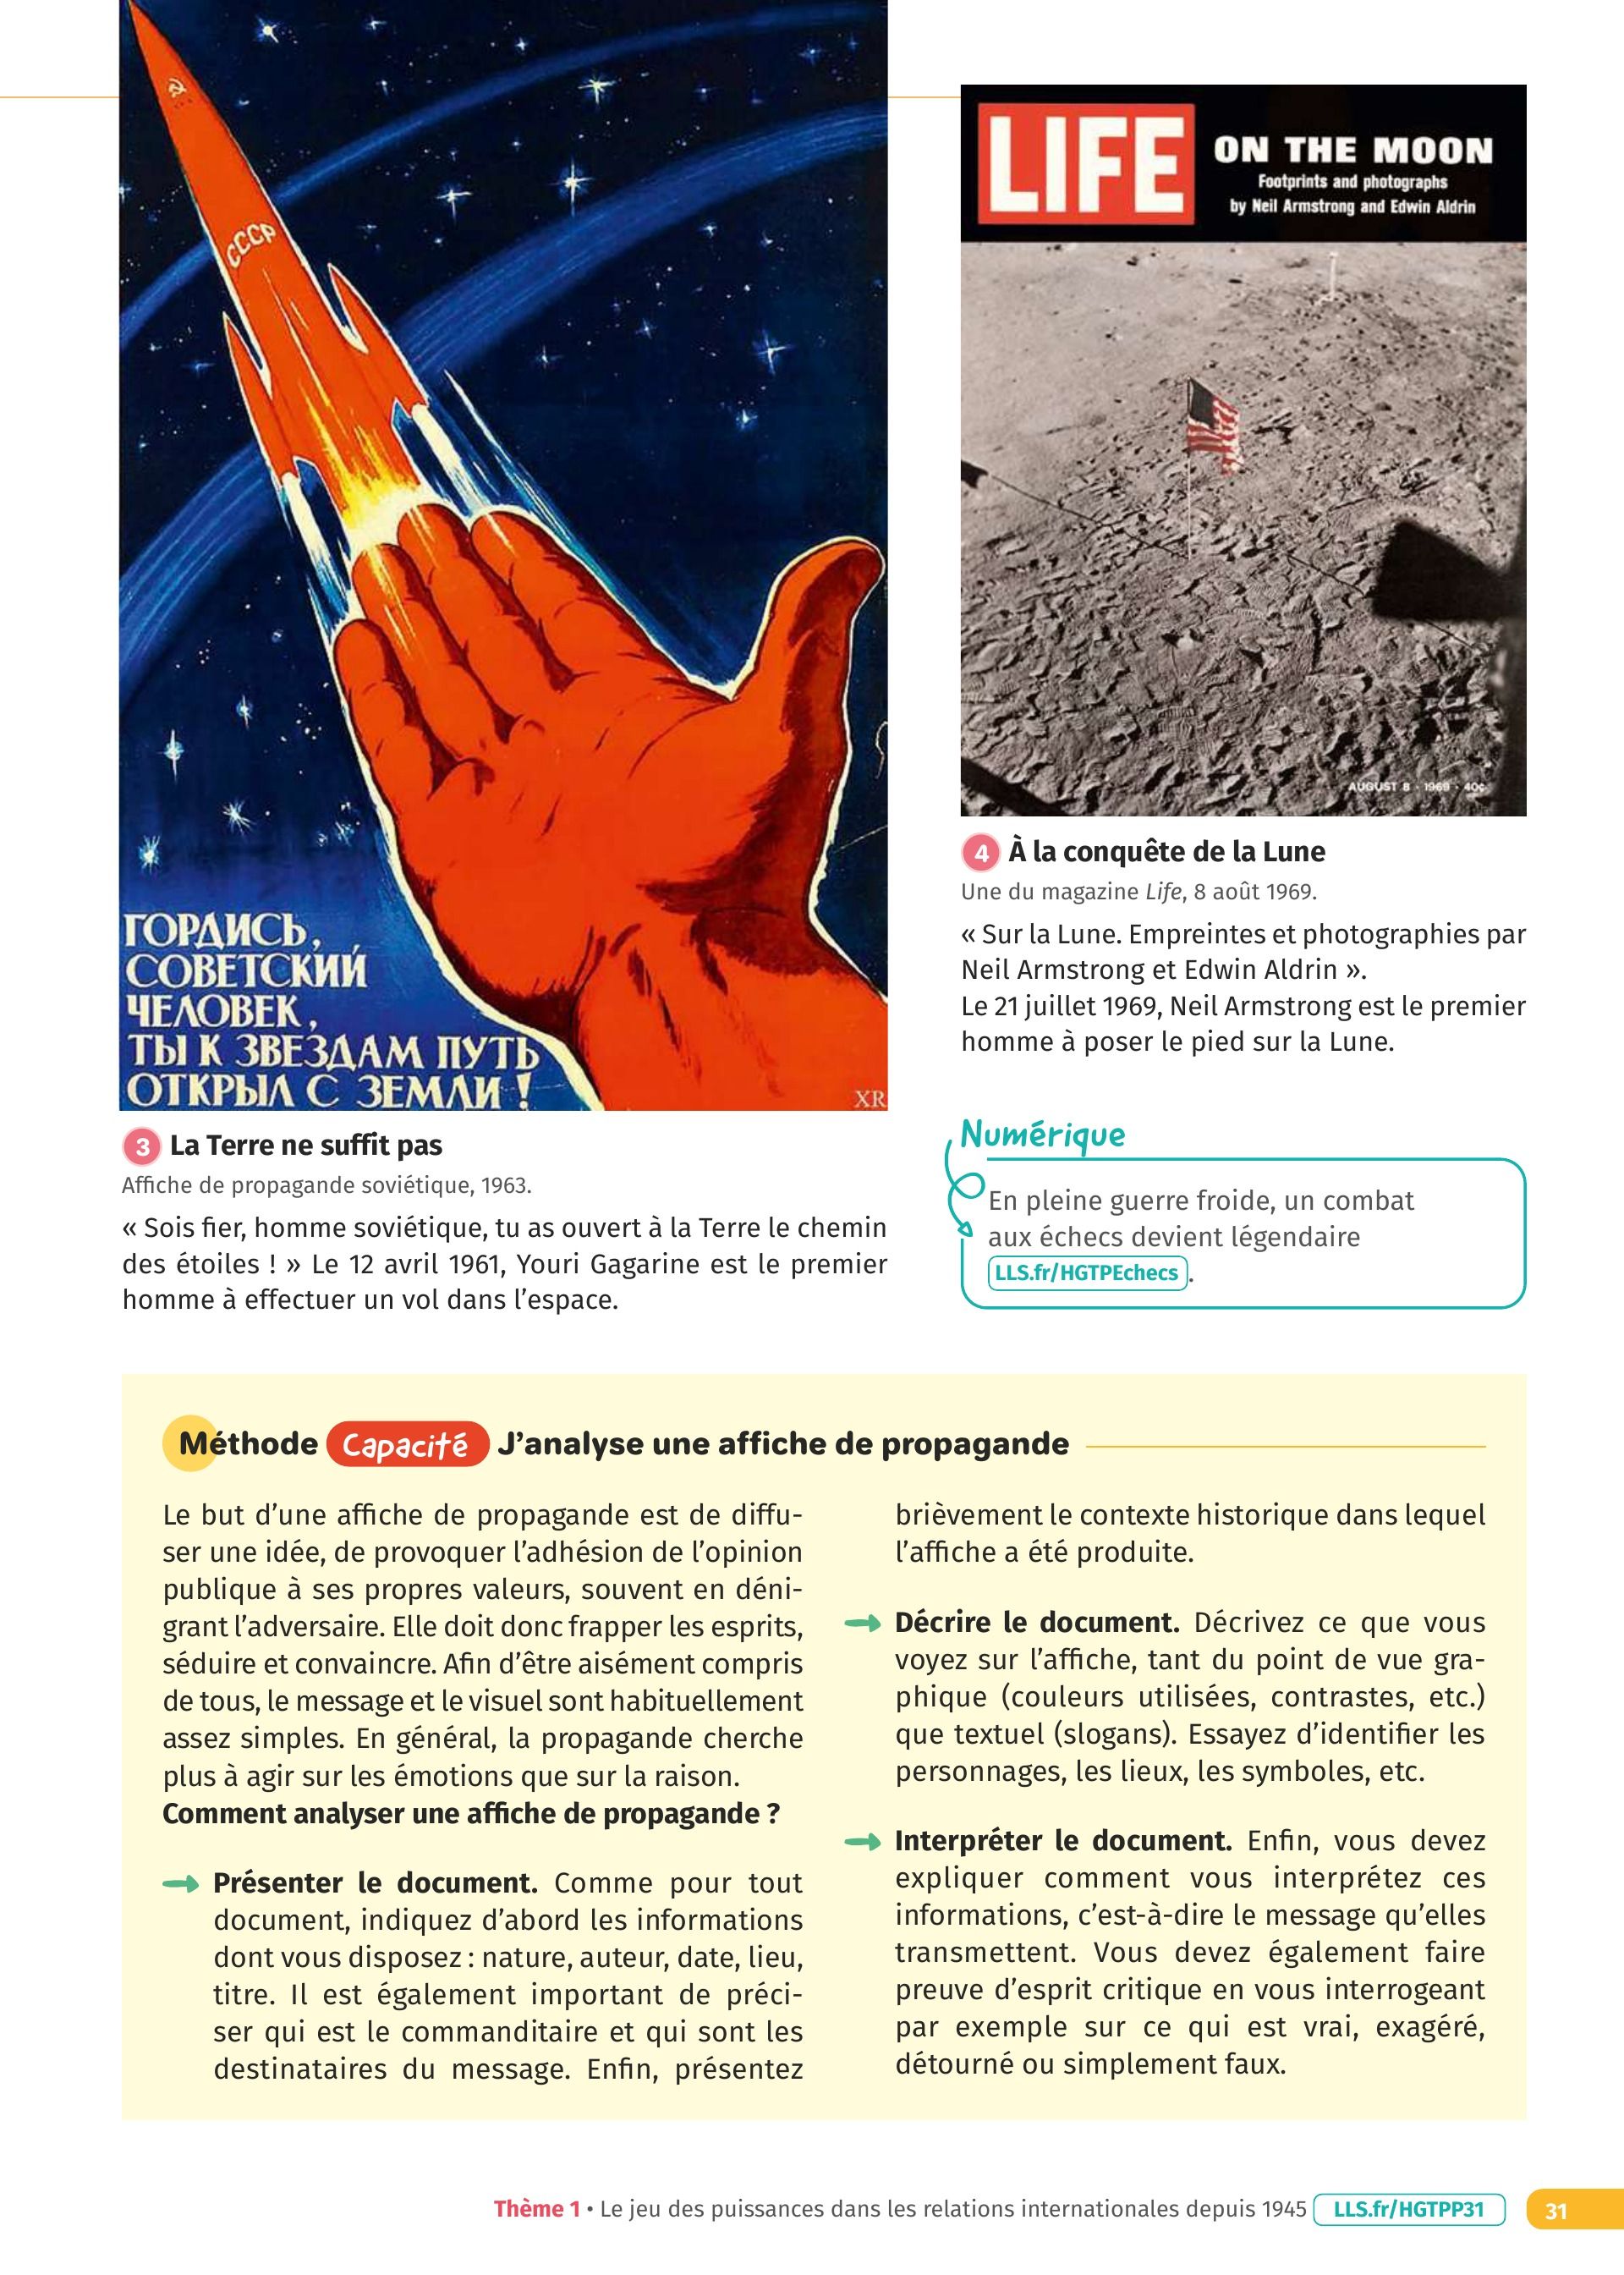 СССР
ГОРДИСЬ,
СОВЕТСКИЙ
ЧЕЛОВЕК,
ТЫ К ЗВЕЗДАМ ПУТЬ
ОТКРЫЛ С ЗЕМЛИ !
XR
3 La Terre ne suffit pas
Affiche de propagande soviétique, 1963.
« Sois fier, homme soviétique, tu as ouvert à la Terre le chemin
des étoiles ! » Le 12 avril 1961, Youri Gagarine est le premier
homme à effectuer un vol dans l’espace.
LIFE
ON THE MOON
Footprints and photographs
by Neil Armstrong and Edwin Aldrin
AUGUST 8 · 1969 · 40¢
4 À la conquête de la Lune
Une du magazine Life, 8 août 1969.
« Sur la Lune. Empreintes et photographies par
Neil Armstrong et Edwin Aldrin ».
Le 21 juillet 1969, Neil Armstrong est le premier
homme à poser le pied sur la Lune.
Numérique
En pleine guerre froide, un combat
aux échecs devient légendaire
LLS.fr/HGTPEchecs .
Méthode Capacité J’analyse une affiche de propagande
Le but d’une affiche de propagande est de diffu-
ser une idée, de provoquer l’adhésion de l’opinion
publique à ses propres valeurs, souvent en déni-
grant l’adversaire. Elle doit donc frapper les esprits,
séduire et convaincre. Afin d’être aisément compris
de tous, le message et le visuel sont habituellement
assez simples. En général, la propagande cherche
plus à agir sur les émotions que sur la raison.
Comment analyser une affiche de propagande ?
Présenter le document. Comme pour tout
document, indiquez d’abord les informations
dont vous disposez : nature, auteur, date, lieu,
titre. Il est également important de préci-
ser qui est le commanditaire et qui sont les
destinataires du message. Enfin, présentez
brièvement le contexte historique dans lequel
l’affiche a été produite.
Décrire le document. Décrivez ce que vous
voyez sur l’affiche, tant du point de vue gra-
phique (couleurs utilisées, contrastes, etc.)
que textuel (slogans). Essayez d’identifier les
personnages, les lieux, les symboles, etc.
Interpréter le document. Enfin, vous devez
expliquer comment vous interprétez ces
informations, c’est-à-dire le message qu’elles
transmettent. Vous devez également faire
preuve d’esprit critique en vous interrogeant
par exemple sur ce qui est vrai, exagéré,
détourné ou simplement faux.
Thème 1 • Le jeu des puissances dans les relations internationales depuis 1945 LLS.fr/HGTPP31 31